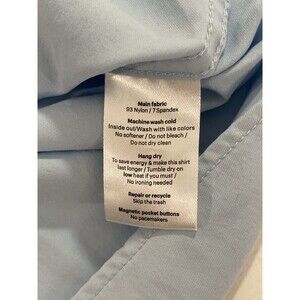 Main fabric
93 Nylon / 7 Spandex
Machine wash cold
Inside out/Wash with like colors
No softener / Do not bleach /
Do not dry clean
Hang dry
To save energy & make this shirt
last longer / Tumble dry on
low heat if you must /
No ironing needed
Repair or recycle
Skip the trash
Magnetic pocket buttons
No pacemakers